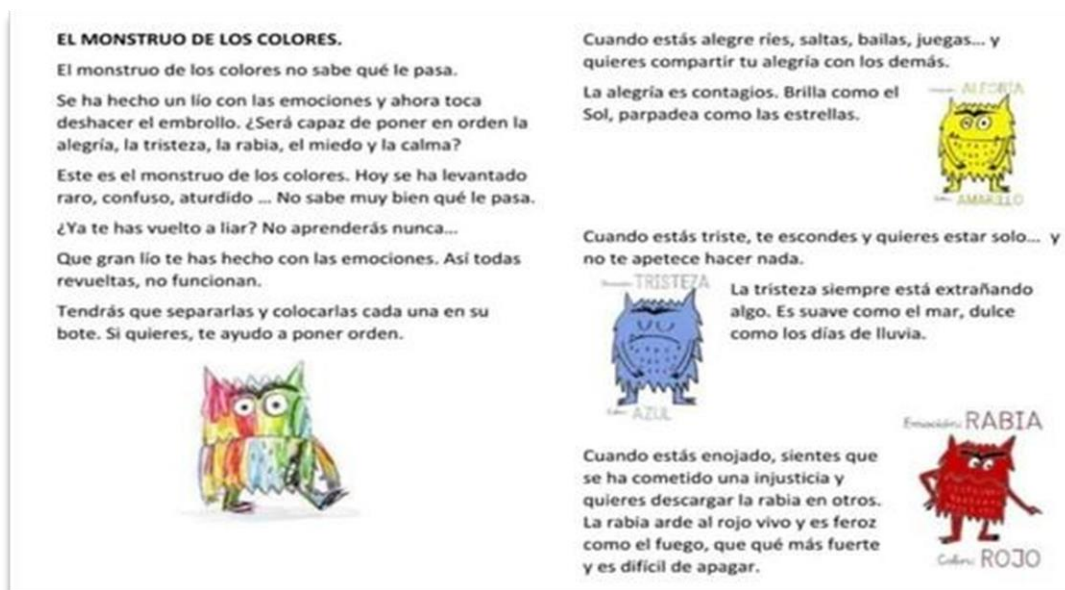 EL MONSTRUO DE LOS COLORES.
El monstruo de los colores no sabe qué le pasa.
Se ha hecho un lío con las emociones y ahora toca
deshacer el embrollo. ¿Será capaz de poner en orden la
alegría, la tristeza, la rabia, el miedo y la calma?
Este es el monstruo de los colores. Hoy se ha levantado
raro, confuso, aturdido ... No sabe muy bien qué le pasa.
¿Ya te has vuelto a liar? No aprenderás nunca...
Que gran lío te has hecho con las emociones. Así todas
revueltas, no funcionan.
Tendrás que separarlas y colocarlas cada una en su
bote. Si quieres, te ayudo a poner orden.
Cuando estás alegre ríes, saltas, bailas, juegas... y
quieres compartir tu alegría con los demás.
La alegría es contagios. Brilla como el
Sol, parpadea como las estrellas.
ALEGRÍA
AMARILLO
Cuando estás triste, te escondes y quieres estar solo... y
no te apetece hacer nada.
TRISTEZA
La tristeza siempre está extrañando
algo. Es suave como el mar, dulce
como los días de lluvia.
AZUL
Emoción: RABIA
Cuando estás enojado, sientes que
se ha cometido una injusticia y
quieres descargar la rabia en otros.
La rabia arde al rojo vivo y es feroz
como el fuego, que qué más fuerte
y es difícil de apagar.
Color: ROJO